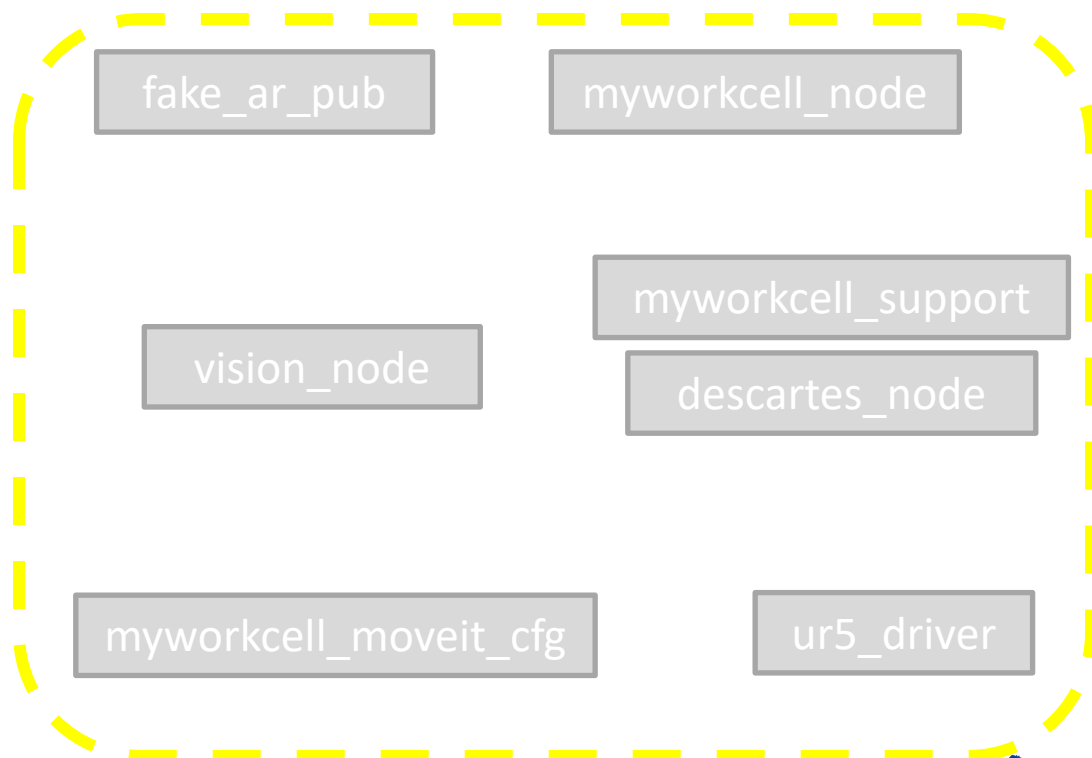 fake_ar_pub
myworkcell_node
myworkcell_support
vision_node
descartes_node
myworkcell_moveit_cfg
ur5_driver